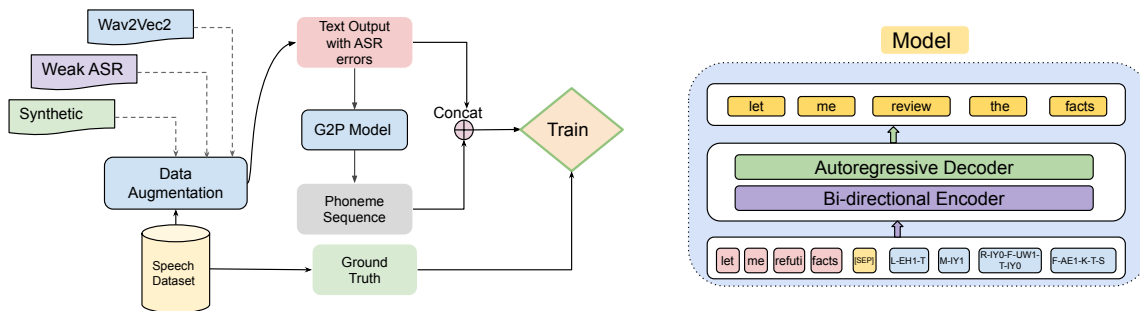 Wav2Vec2
Weak ASR
Synthetic
Data
Augmentation
Speech
Dataset
Text Output
with ASR
errors
G2P Model
Phoneme
Sequence
Ground
Truth
Concat
Train
Model
let me review the facts
Autoregressive Decoder
Bi-directional Encoder
let me refuti facts [SEP] L-EH1-T M-IY1 R-IY0-F-UW1-
T-IY0 F-AE1-K-T-S